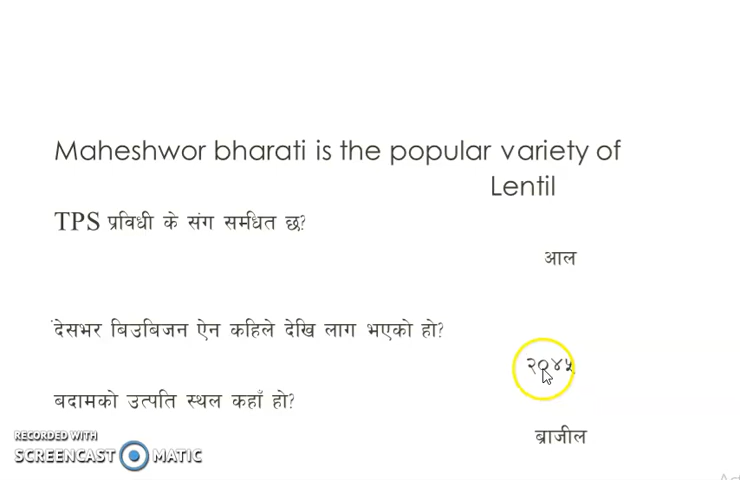 Maheshwor bharati is the popular variety of
Lentil
TPS प्रविधी के संग समधित छ?
आल
देसभर बिउबिजन ऐन कहिले देखि लाग भएको हो?
२०४५
बदामको उत्पति स्थल कहाँ हो?
ब्राजील
RECORDED WITH
SCREENCAST MATIC